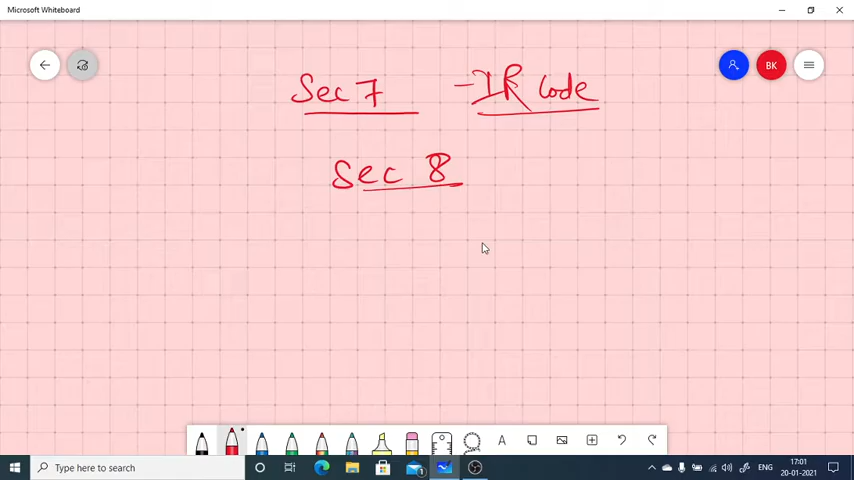 Microsoft Whiteboard
BK
Sec 7 - IR Code
Sec 8
A
Type here to search
1
ENG
17:01
20-01-2021